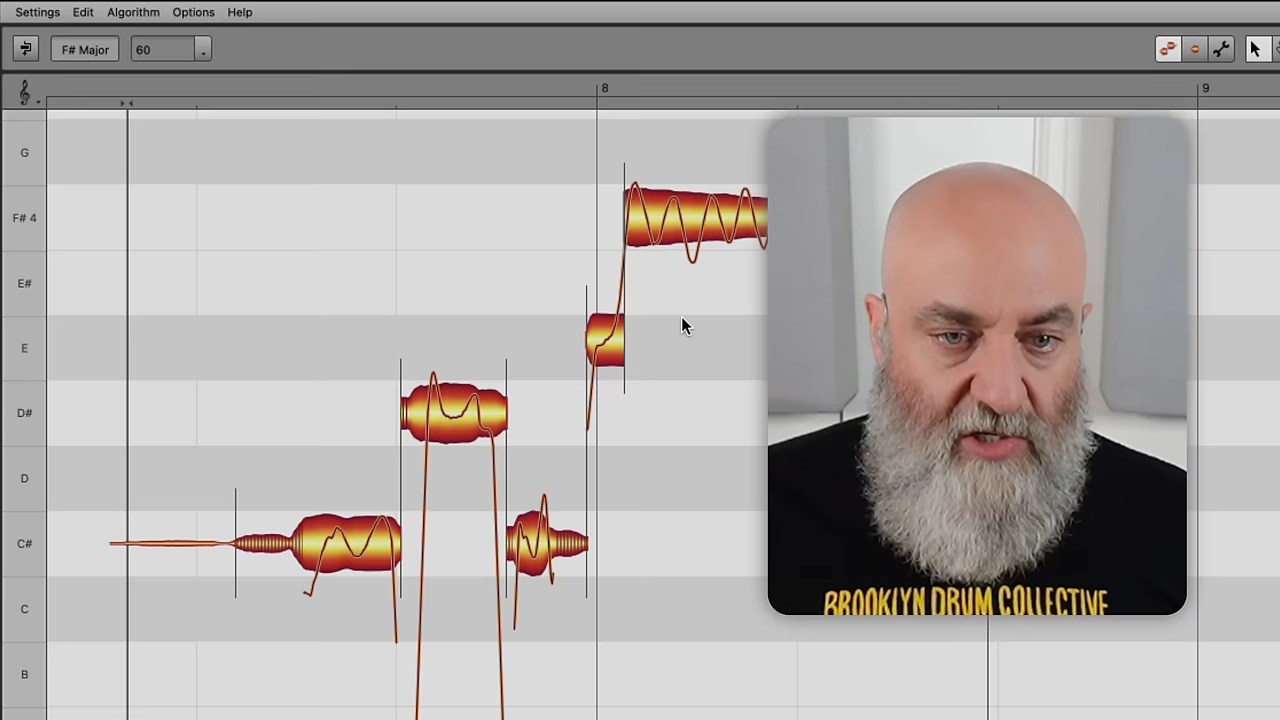 Settings Edit Algorithm Options Help
F# Major 60
8 9
G
F# 4
E#
E
D#
D
C#
C
B
BROOKLYN DRUM COLLECTIVE